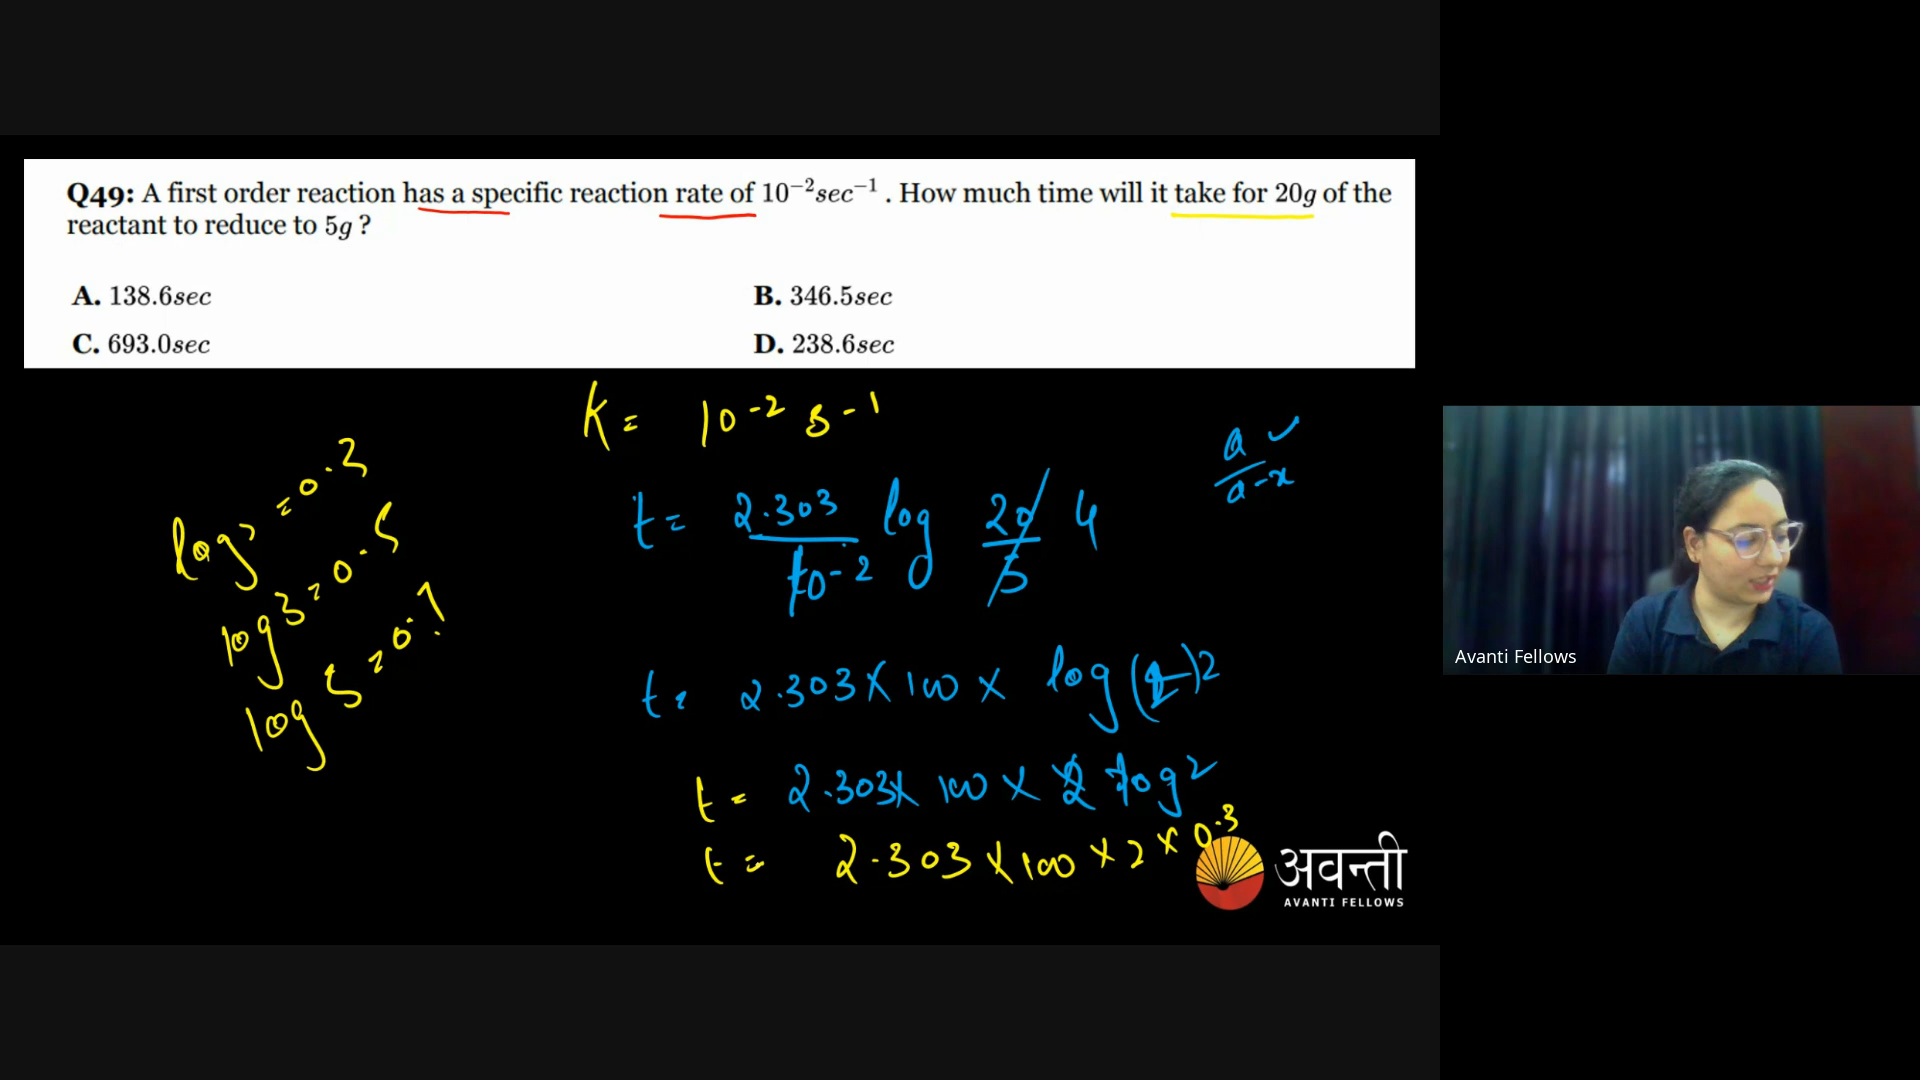 Q49: A first order reaction has a specific reaction rate of 10⁻²sec⁻¹ . How much time will it take for 20g of the
reactant to reduce to 5g ?
A. 138.6sec
B. 346.5sec
C. 693.0sec
D. 238.6sec
K = 10⁻² s⁻¹
a ✓
a-x
log2 = 0.3
log3 = 0.5
log 5 = 0.7
t = 2.303 log 20 4
10⁻² 5
t = 2.303 × 100 × log (2)2
t = 2.303 × 100 × 2 log 2
t = 2.303 × 100 × 2 × 0.3
अवन्ती
AVANTI FELLOWS
Avanti Fellows